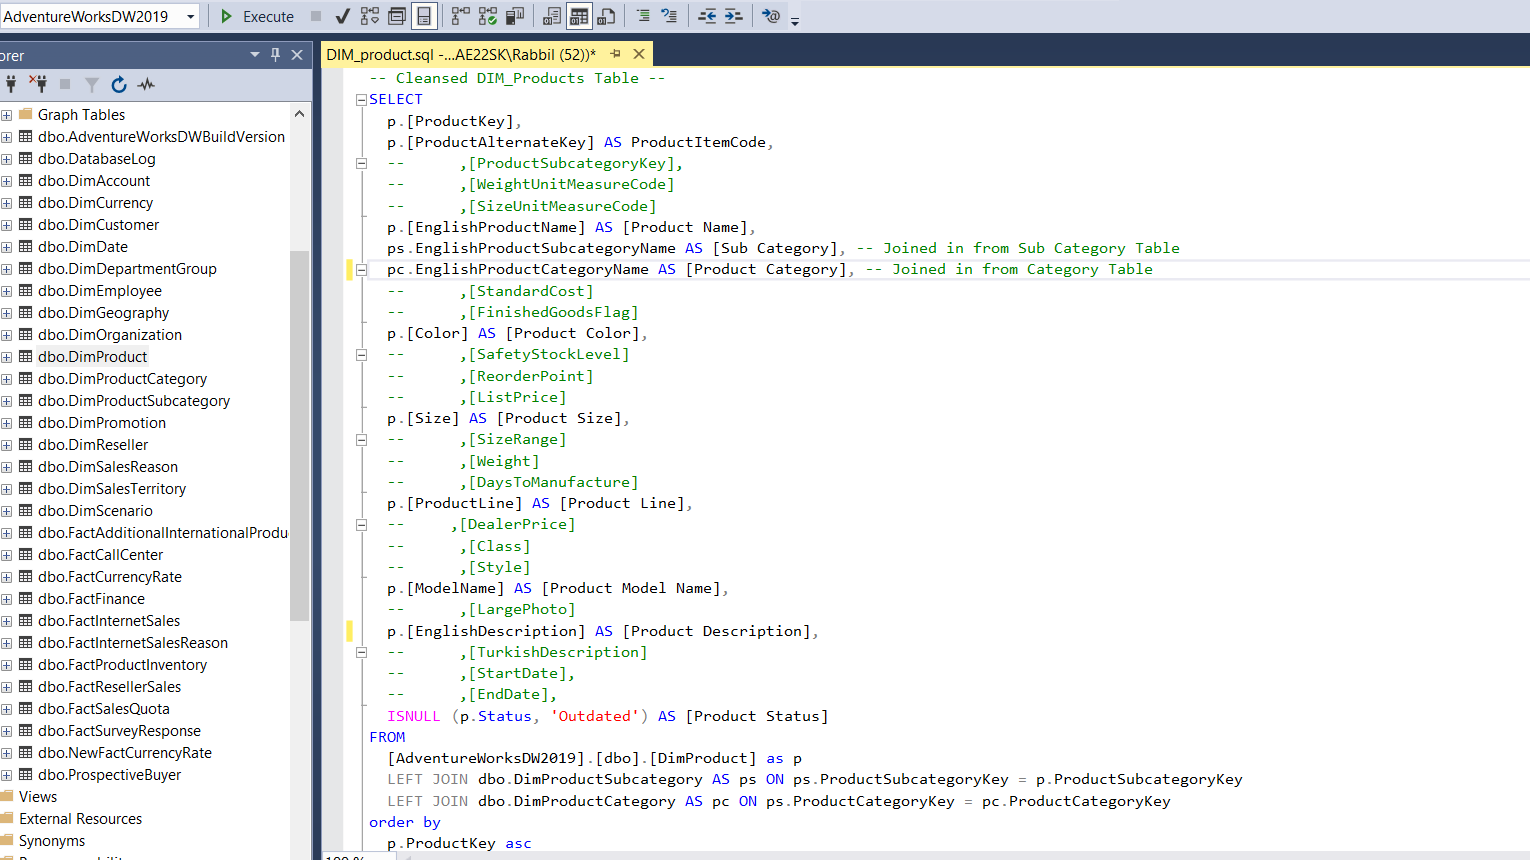 AdventureWorksDW2019
Execute
orer
DIM_product.sql -...AE22SK\Rabbil (52))*
Graph Tables
dbo.AdventureWorksDWBuildVersion
dbo.DatabaseLog
dbo.DimAccount
dbo.DimCurrency
dbo.DimCustomer
dbo.DimDate
dbo.DimDepartmentGroup
dbo.DimEmployee
dbo.DimGeography
dbo.DimOrganization
dbo.DimProduct
dbo.DimProductCategory
dbo.DimProductSubcategory
dbo.DimPromotion
dbo.DimReseller
dbo.DimSalesReason
dbo.DimSalesTerritory
dbo.DimScenario
dbo.FactAdditionalInternationalProdu
dbo.FactCallCenter
dbo.FactCurrencyRate
dbo.FactFinance
dbo.FactInternetSales
dbo.FactInternetSalesReason
dbo.FactProductInventory
dbo.FactResellerSales
dbo.FactSalesQuota
dbo.FactSurveyResponse
dbo.NewFactCurrencyRate
dbo.ProspectiveBuyer
Views
External Resources
Synonyms
-- Cleansed DIM_Products Table --
SELECT
p.[ProductKey],
p.[ProductAlternateKey] AS ProductItemCode,
--      ,[ProductSubcategoryKey],
--      ,[WeightUnitMeasureCode]
--      ,[SizeUnitMeasureCode]
p.[EnglishProductName] AS [Product Name],
ps.EnglishProductSubcategoryName AS [Sub Category], -- Joined in from Sub Category Table
pc.EnglishProductCategoryName AS [Product Category], -- Joined in from Category Table
--      ,[StandardCost]
--      ,[FinishedGoodsFlag]
p.[Color] AS [Product Color],
--      ,[SafetyStockLevel]
--      ,[ReorderPoint]
--      ,[ListPrice]
p.[Size] AS [Product Size],
--      ,[SizeRange]
--      ,[Weight]
--      ,[DaysToManufacture]
p.[ProductLine] AS [Product Line],
--     ,[DealerPrice]
--      ,[Class]
--      ,[Style]
p.[ModelName] AS [Product Model Name],
--      ,[LargePhoto]
p.[EnglishDescription] AS [Product Description],
--      ,[TurkishDescription]
--      ,[StartDate],
--      ,[EndDate],
ISNULL (p.Status, 'Outdated') AS [Product Status]
FROM
[AdventureWorksDW2019].[dbo].[DimProduct] as p
LEFT JOIN dbo.DimProductSubcategory AS ps ON ps.ProductSubcategoryKey = p.ProductSubcategoryKey
LEFT JOIN dbo.DimProductCategory AS pc ON ps.ProductCategoryKey = pc.ProductCategoryKey
order by
p.ProductKey asc